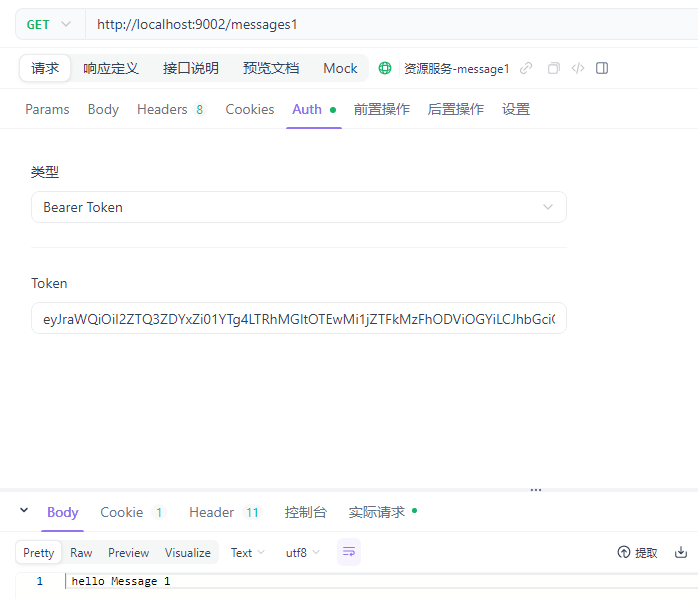 GET http://localhost:9002/messages1
请求 响应定义 接口说明 预览文档 Mock 资源服务-message1
Params Body Headers 8 Cookies Auth 前置操作 后置操作 设置
类型
Bearer Token
Token
eyJraWQiOiI2ZTQ3ZDYxZi01YTg4LTRhMGItOTEwMi1jZTFkMzFhODViOGYiLCJhbGciO
Body Cookie 1 Header 11 控制台 实际请求
Pretty Raw Preview Visualize Text utf8 提取
1 hello Message 1